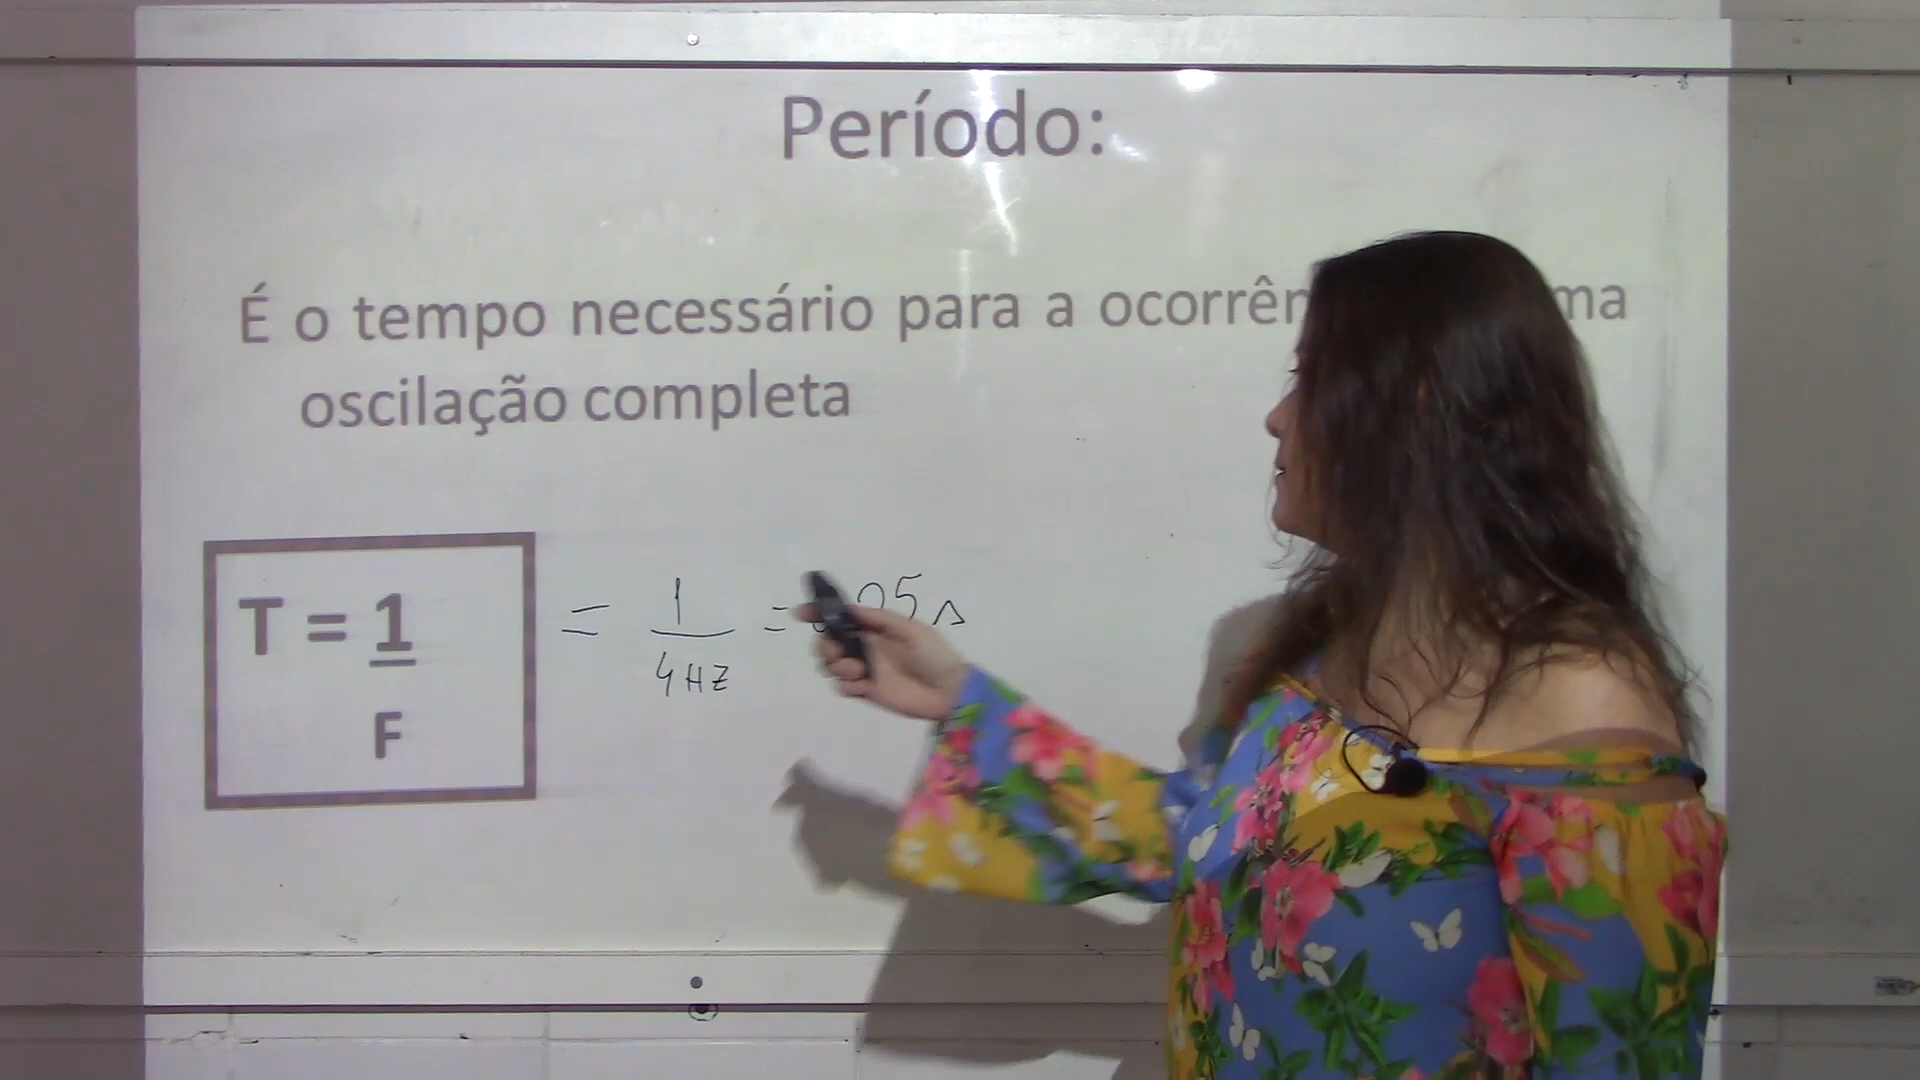 Período:
É o tempo necessário para a ocorrên ma
oscilação completa
T = 1 = 1 =
F 4HZ